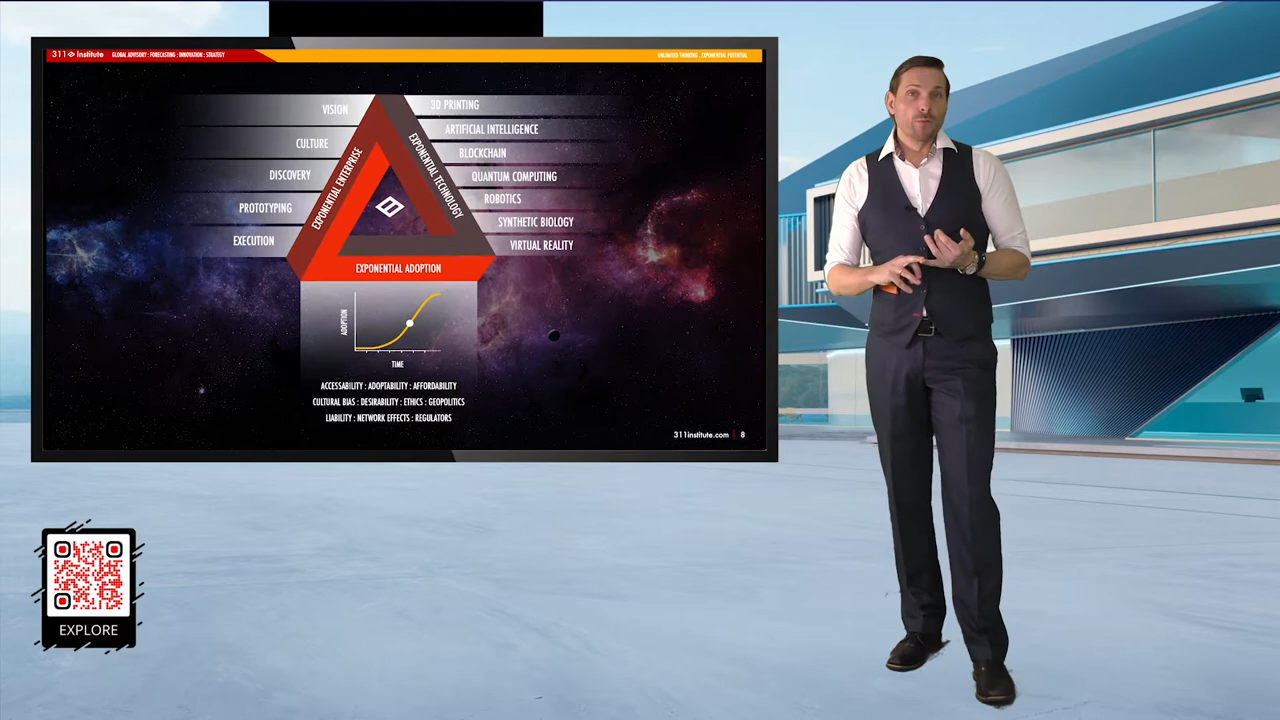 311 Institute GLOBAL ADVISORY : FORECASTING : INNOVATION : STRATEGY
UNLIMITED THINKING . EXPONENTIAL POTENTIAL
VISION
CULTURE
DISCOVERY
PROTOTYPING
EXECUTION
EXPONENTIAL ENTERPRISE
EXPONENTIAL TECHNOLOGY
3D PRINTING
ARTIFICIAL INTELLIGENCE
BLOCKCHAIN
QUANTUM COMPUTING
ROBOTICS
SYNTHETIC BIOLOGY
VIRTUAL REALITY
EXPONENTIAL ADOPTION
ADOPTION
TIME
ACCESSABILITY : ADOPTABILITY : AFFORDABILITY
CULTURAL BIAS : DESIRABILITY : ETHICS : GEOPOLITICS
LIABILITY : NETWORK EFFECTS : REGULATORS
311institute.com | 8
EXPLORE